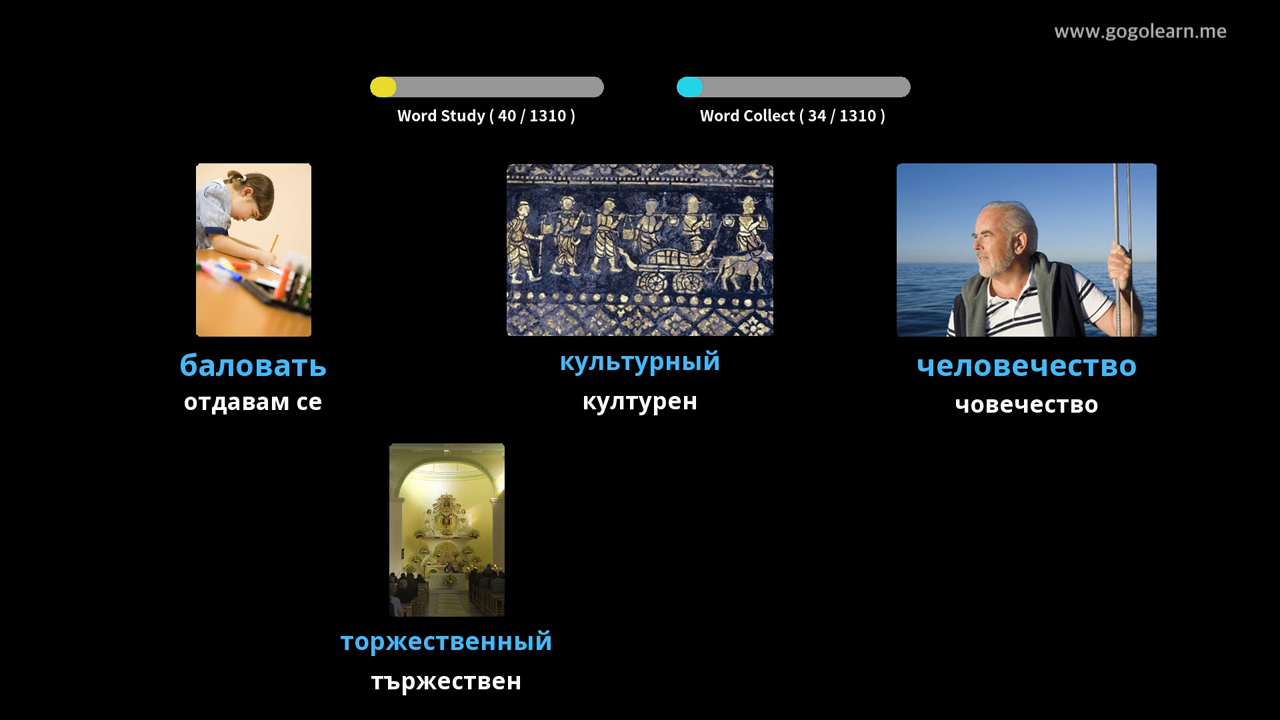 www.gogolearn.me
Word Study ( 40 / 1310 )
Word Collect ( 34 / 1310 )
баловать
отдавам се
культурный
културен
человечество
човечество
торжественный
тържествен